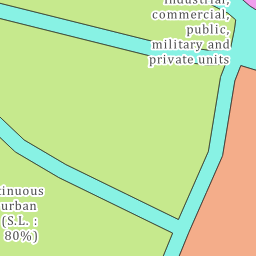 industrial,
commercial,
public,
military and
private units
tinuous
urban
(S.L. :
80%)